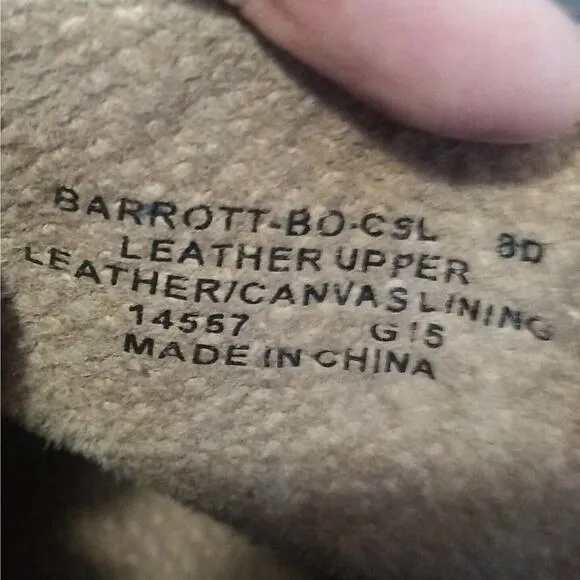 BARROTT-BO-CSL 8D
LEATHER UPPER
LEATHER/CANVAS LINING
14557 G15
MADE IN CHINA